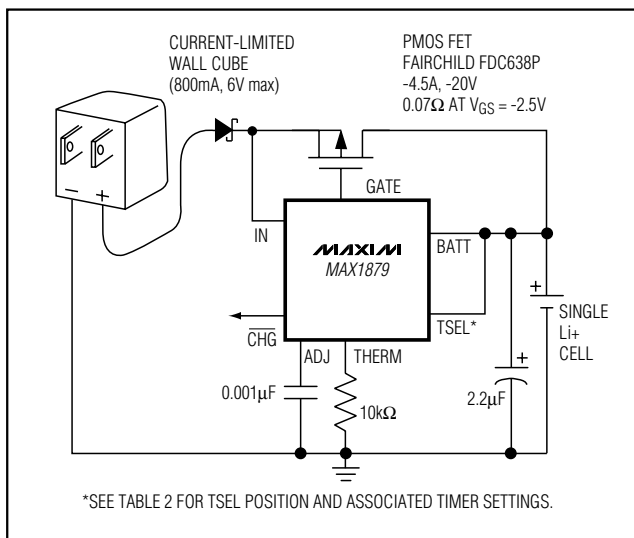 CURRENT-LIMITED
WALL CUBE
(800mA, 6V max)
PMOS FET
FAIRCHILD FDC638P
-4.5A, -20V
0.07Ω AT VGS = -2.5V
− +
GATE
IN
MAXIM
MAX1879
BATT
CHG
TSEL*
ADJ THERM
+
+
SINGLE
Li+
CELL
0.001µF
10kΩ
2.2µF
*SEE TABLE 2 FOR TSEL POSITION AND ASSOCIATED TIMER SETTINGS.